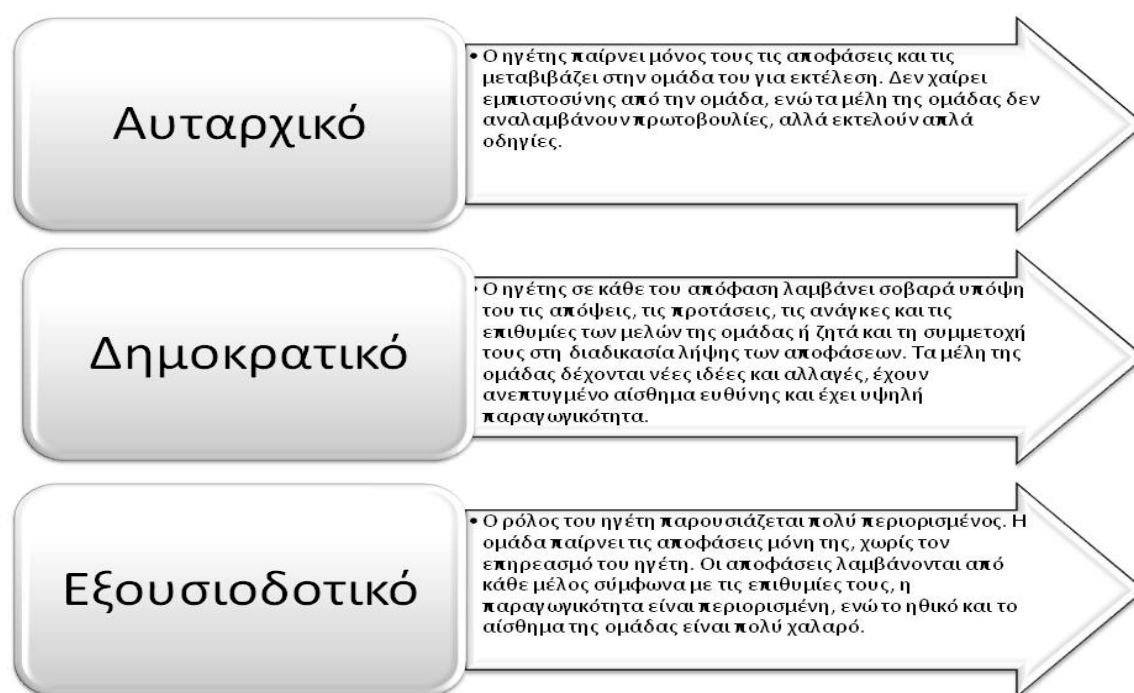 Αυταρχικό
• Ο ηγέτης παίρνει μόνος τους τις αποφάσεις και τις
μεταβιβάζει στην ομάδα του για εκτέλεση. Δεν χαίρει
εμπιστοσύνης από την ομάδα, ενώ τα μέλη της ομάδας δεν
αναλαμβάνουν πρωτοβουλίες, αλλά εκτελούν απλά
οδηγίες.
Δημοκρατικό
• Ο ηγέτης σε κάθε του απόφαση λαμβάνει σοβαρά υπόψη
του τις απόψεις, τις προτάσεις, τις ανάγκες και τις
επιθυμίες των μελών της ομάδας ή ζητά και τη συμμετοχή
τους στη διαδικασία λήψης των αποφάσεων. Τα μέλη της
ομάδας δέχονται νέες ιδέες και αλλαγές, έχουν
ανεπτυγμένο αίσθημα ευθύνης και έχει υψηλή
παραγωγικότητα.
Εξουσιοδοτικό
• Ο ρόλος του ηγέτη παρουσιάζεται πολύ περιορισμένος. Η
ομάδα παίρνει τις αποφάσεις μόνη της, χωρίς τον
επηρεασμό του ηγέτη. Οι αποφάσεις λαμβάνονται από
κάθε μέλος σύμφωνα με τις επιθυμίες τους, η
παραγωγικότητα είναι περιορισμένη, ενώ το ηθικό και το
αίσθημα της ομάδας είναι πολύ χαλαρό.